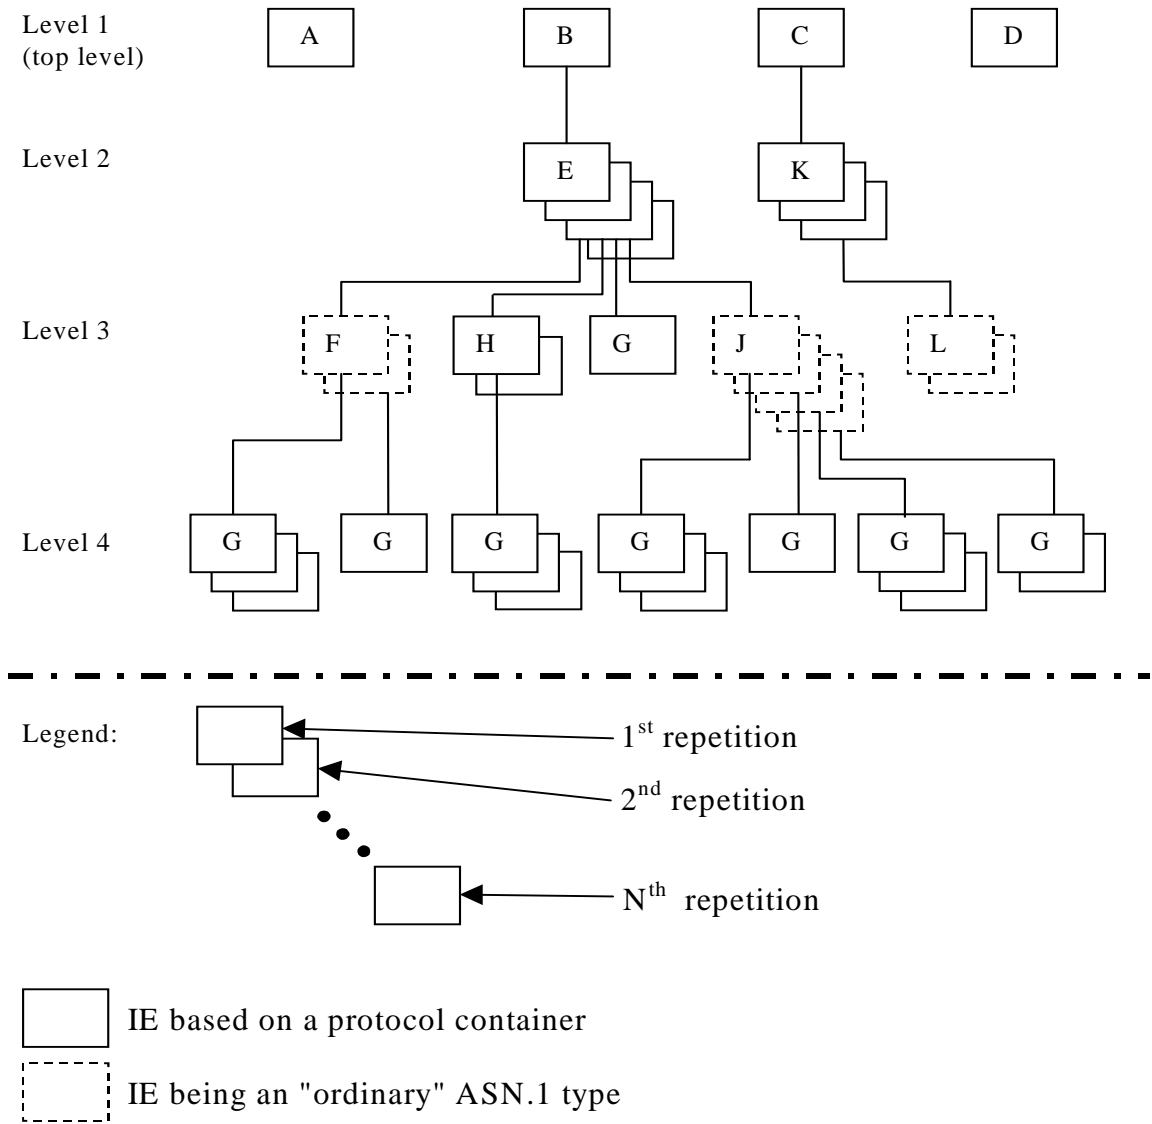 Level 1
(top level)
A
B
C
D
Level 2
E
K
Level 3
F
H
G
J
L
Level 4
G
G
G
G
G
G
G
Legend:
1st repetition
2nd repetition
Nth repetition
IE based on a protocol container
IE being an "ordinary" ASN.1 type